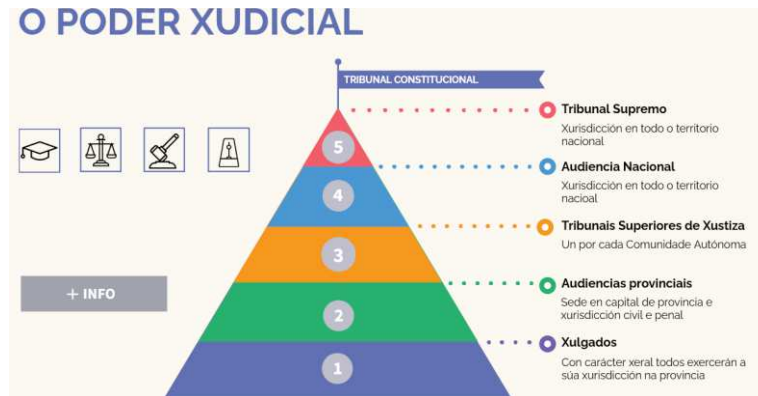 O PODER XUDICIAL
TRIBUNAL CONSTITUCIONAL
Tribunal Supremo
Xurisdicción en todo o territorio
nacional
5
Audiencia Nacional
Xurisdicción en todo o territorio
nacioal
4
Tribunais Superiores de Xustiza
Un por cada Comunidade Autónoma
3
Audiencias provinciais
Sede en capital de provincia e
xurisdicción civil e penal
+ INFO
2
Xulgados
Con carácter xeral todos exercerán a
súa xurisdicción na provincia
1